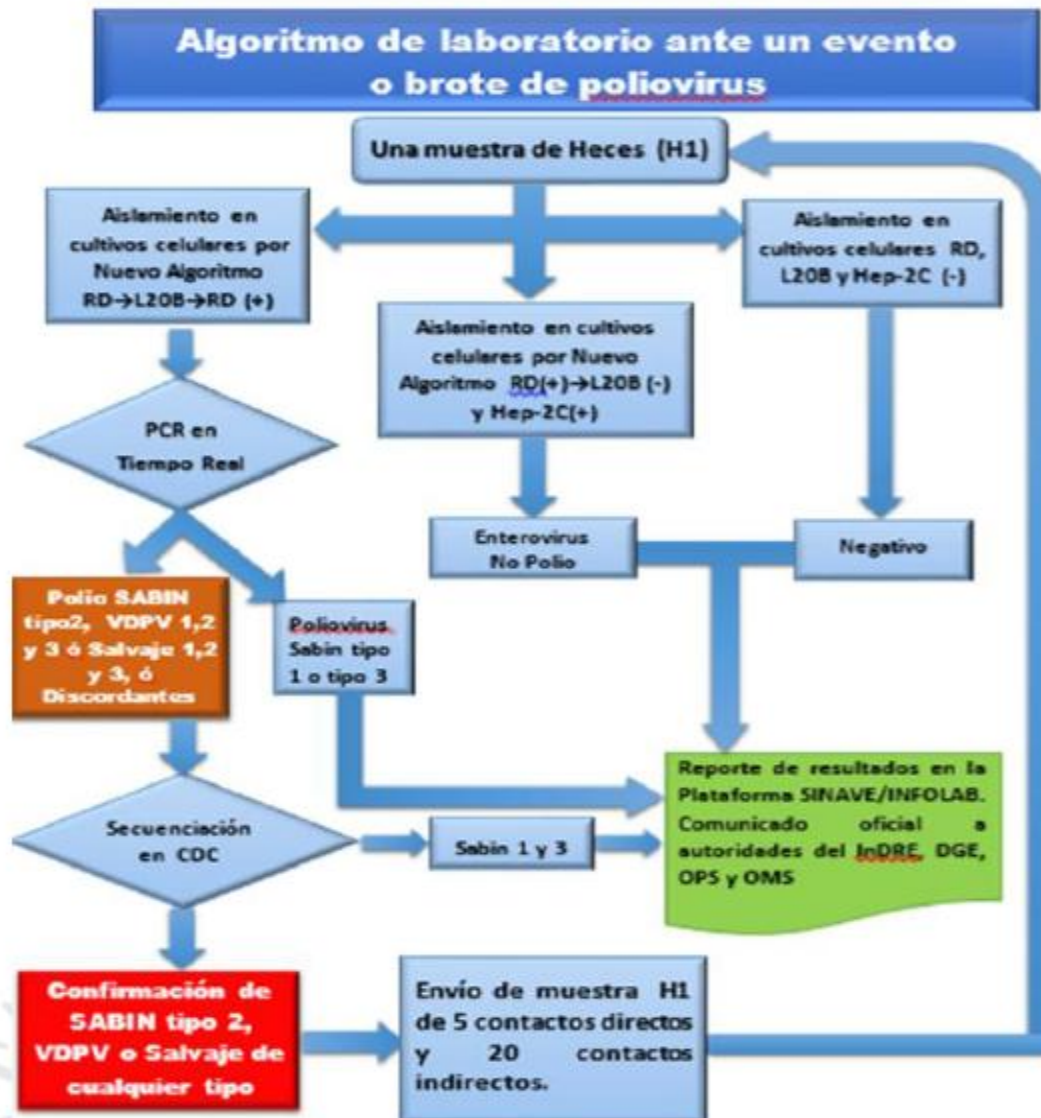 Algoritmo de laboratorio ante un evento
o brote de poliovirus
Una muestra de Heces (H1)
Aislamiento en
cultivos celulares por
Nuevo Algoritmo
RD→L20B→RD (+)
Aislamiento en
cultivos celulares RD,
L20B y Hep-2C (-)
Aislamiento en cultivos
celulares por Nuevo
Algoritmo RD(+)→L20B (-)
y Hep-2C(+)
PCR en
Tiempo Real
Enterovirus
No Polio
Negativo
Polio SABIN
tipo2, VDPV 1,2
y 3 ó Salvaje 1,2
y 3, ó
Discordantes
Poliovirus
Sabin tipo
1 o tipo 3
Reporte de resultados en la
Plataforma SINAVE/INFOLAB.
Comunicado oficial a
autoridades del InDRE, DGE,
OPS y OMS
Secuenciación
en CDC
Sabin 1 y 3
Confirmación de
SABIN tipo 2,
VDPV o Salvaje de
cualquier tipo
Envío de muestra H1
de 5 contactos directos
y 20 contactos
indirectos.